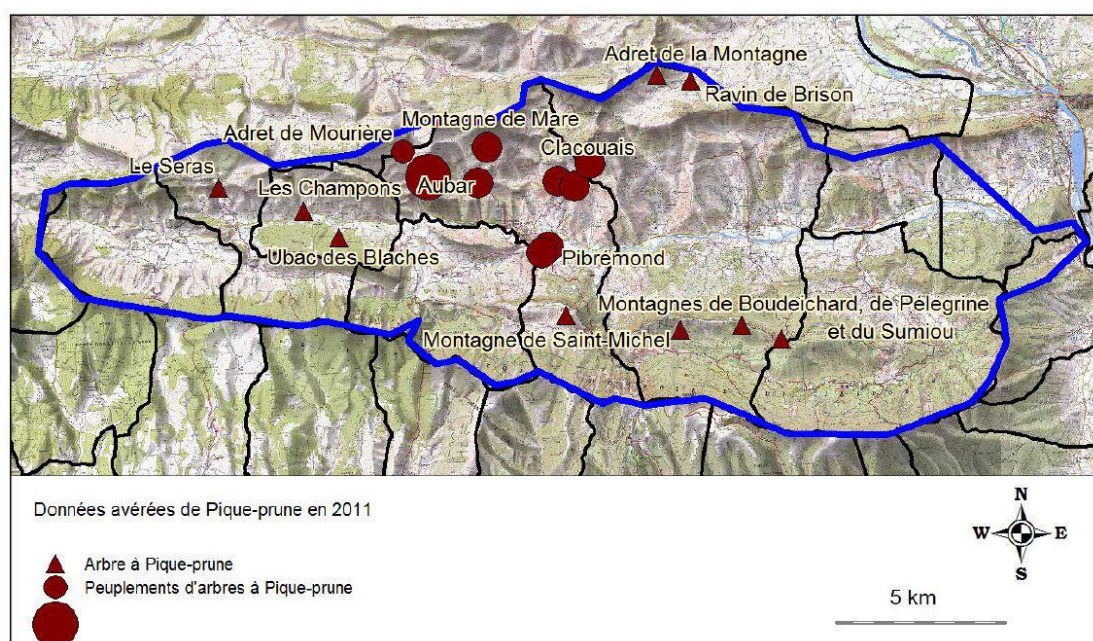 Adret de la Montagne
Ravin de Brison
Montagne de Mare
Adret de Mourière
Clacouais
Le Seras
Les Champons
Aubar
Ubac des Blaches
Pibremond
Montagnes de Boudeichard, de Pélegrine
et du Sumiou
Montagne de Saint-Michel
Données avérées de Pique-prune en 2011
Arbre à Pique-prune
Peuplements d'arbres à Pique-prune
N
W
E
S
5 km